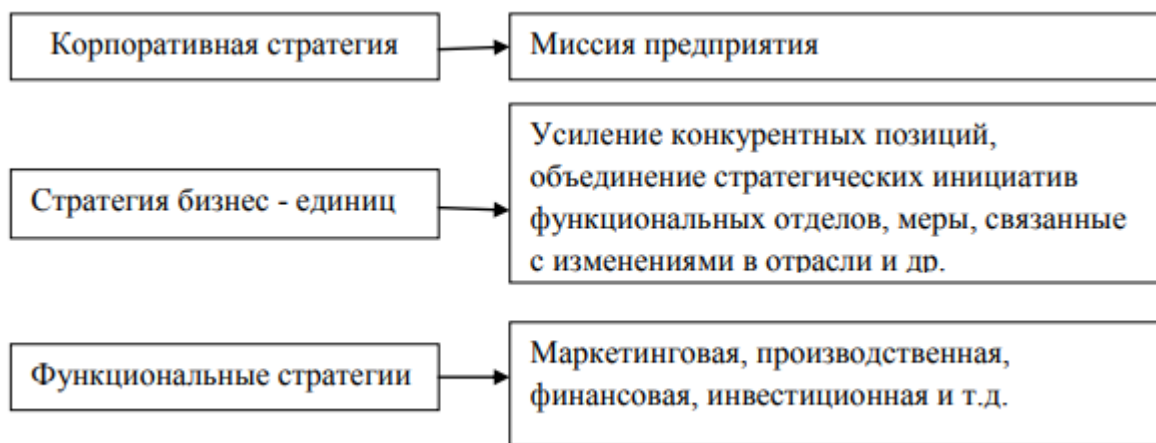 Корпоративная стратегия
Миссия предприятия
Стратегия бизнес - единиц
Усиление конкурентных позиций,
объединение стратегических инициатив
функциональных отделов, меры, связанные
с изменениями в отрасли и др.
Функциональные стратегии
Маркетинговая, производственная,
финансовая, инвестиционная и т.д.